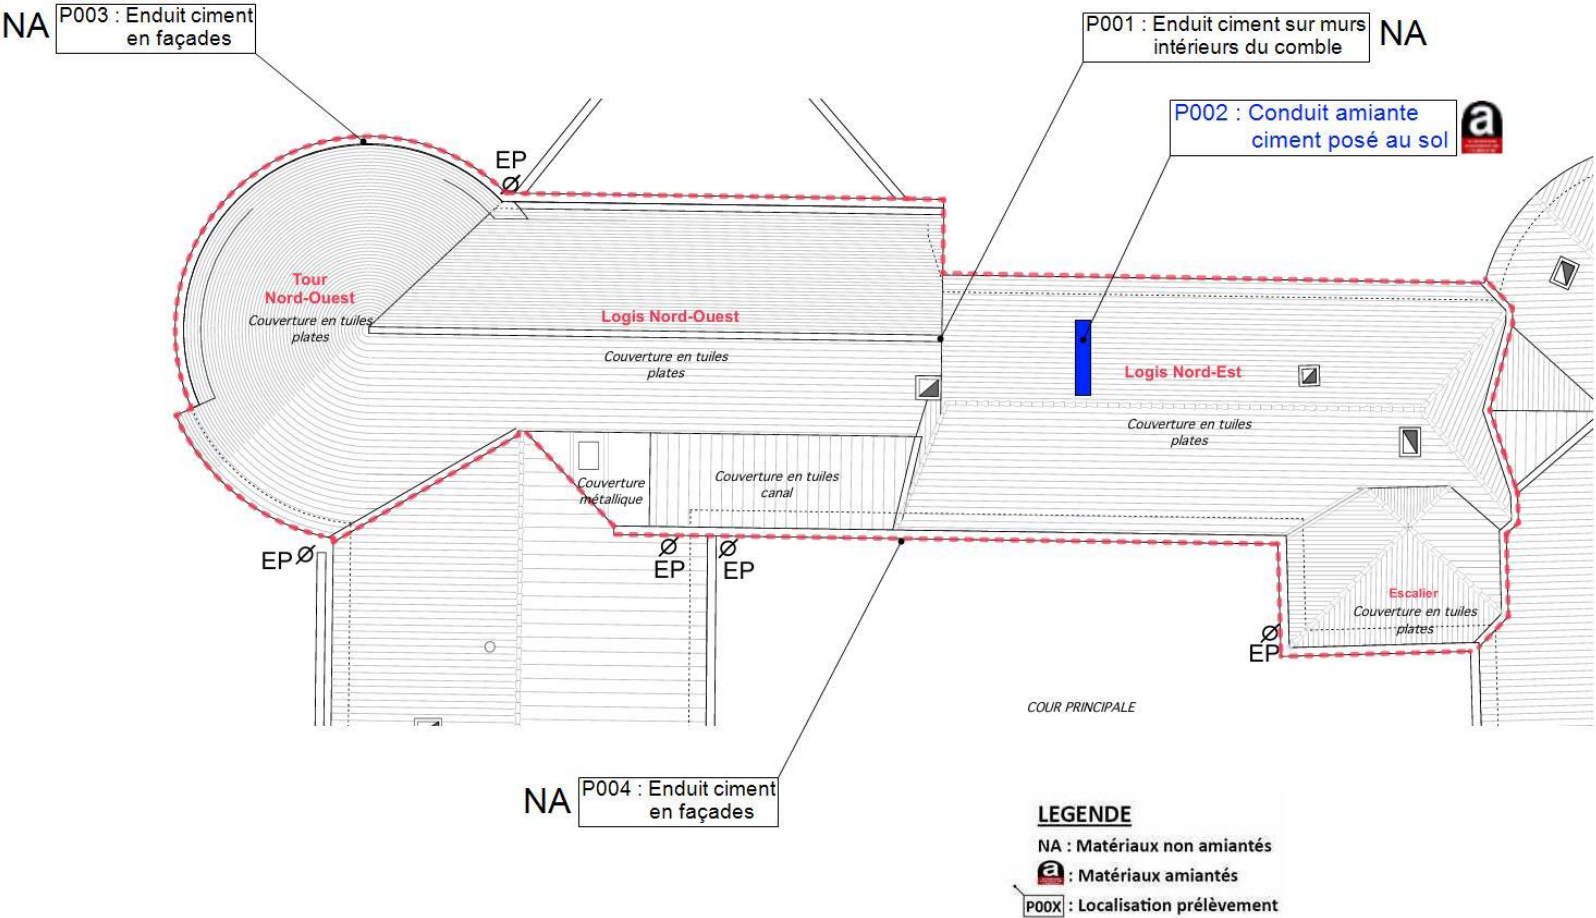 NA
P003 : Enduit ciment
en façades
P001 : Enduit ciment sur murs
intérieurs du comble
NA
P002 : Conduit amiante
ciment posé au sol
a
EP
Tour
Nord-Ouest
Couverture en tuiles
plates
Logis Nord-Ouest
Couverture en tuiles
plates
Logis Nord-Est
Couverture en tuiles
plates
Couverture
métallique
Couverture en tuiles
canal
EP
EP
EP
Escalier
Couverture en tuiles
plates
EP
COUR PRINCIPALE
NA
P004 : Enduit ciment
en façades
LEGENDE
NA : Matériaux non amiantés
a : Matériaux amiantés
P00X : Localisation prélèvement